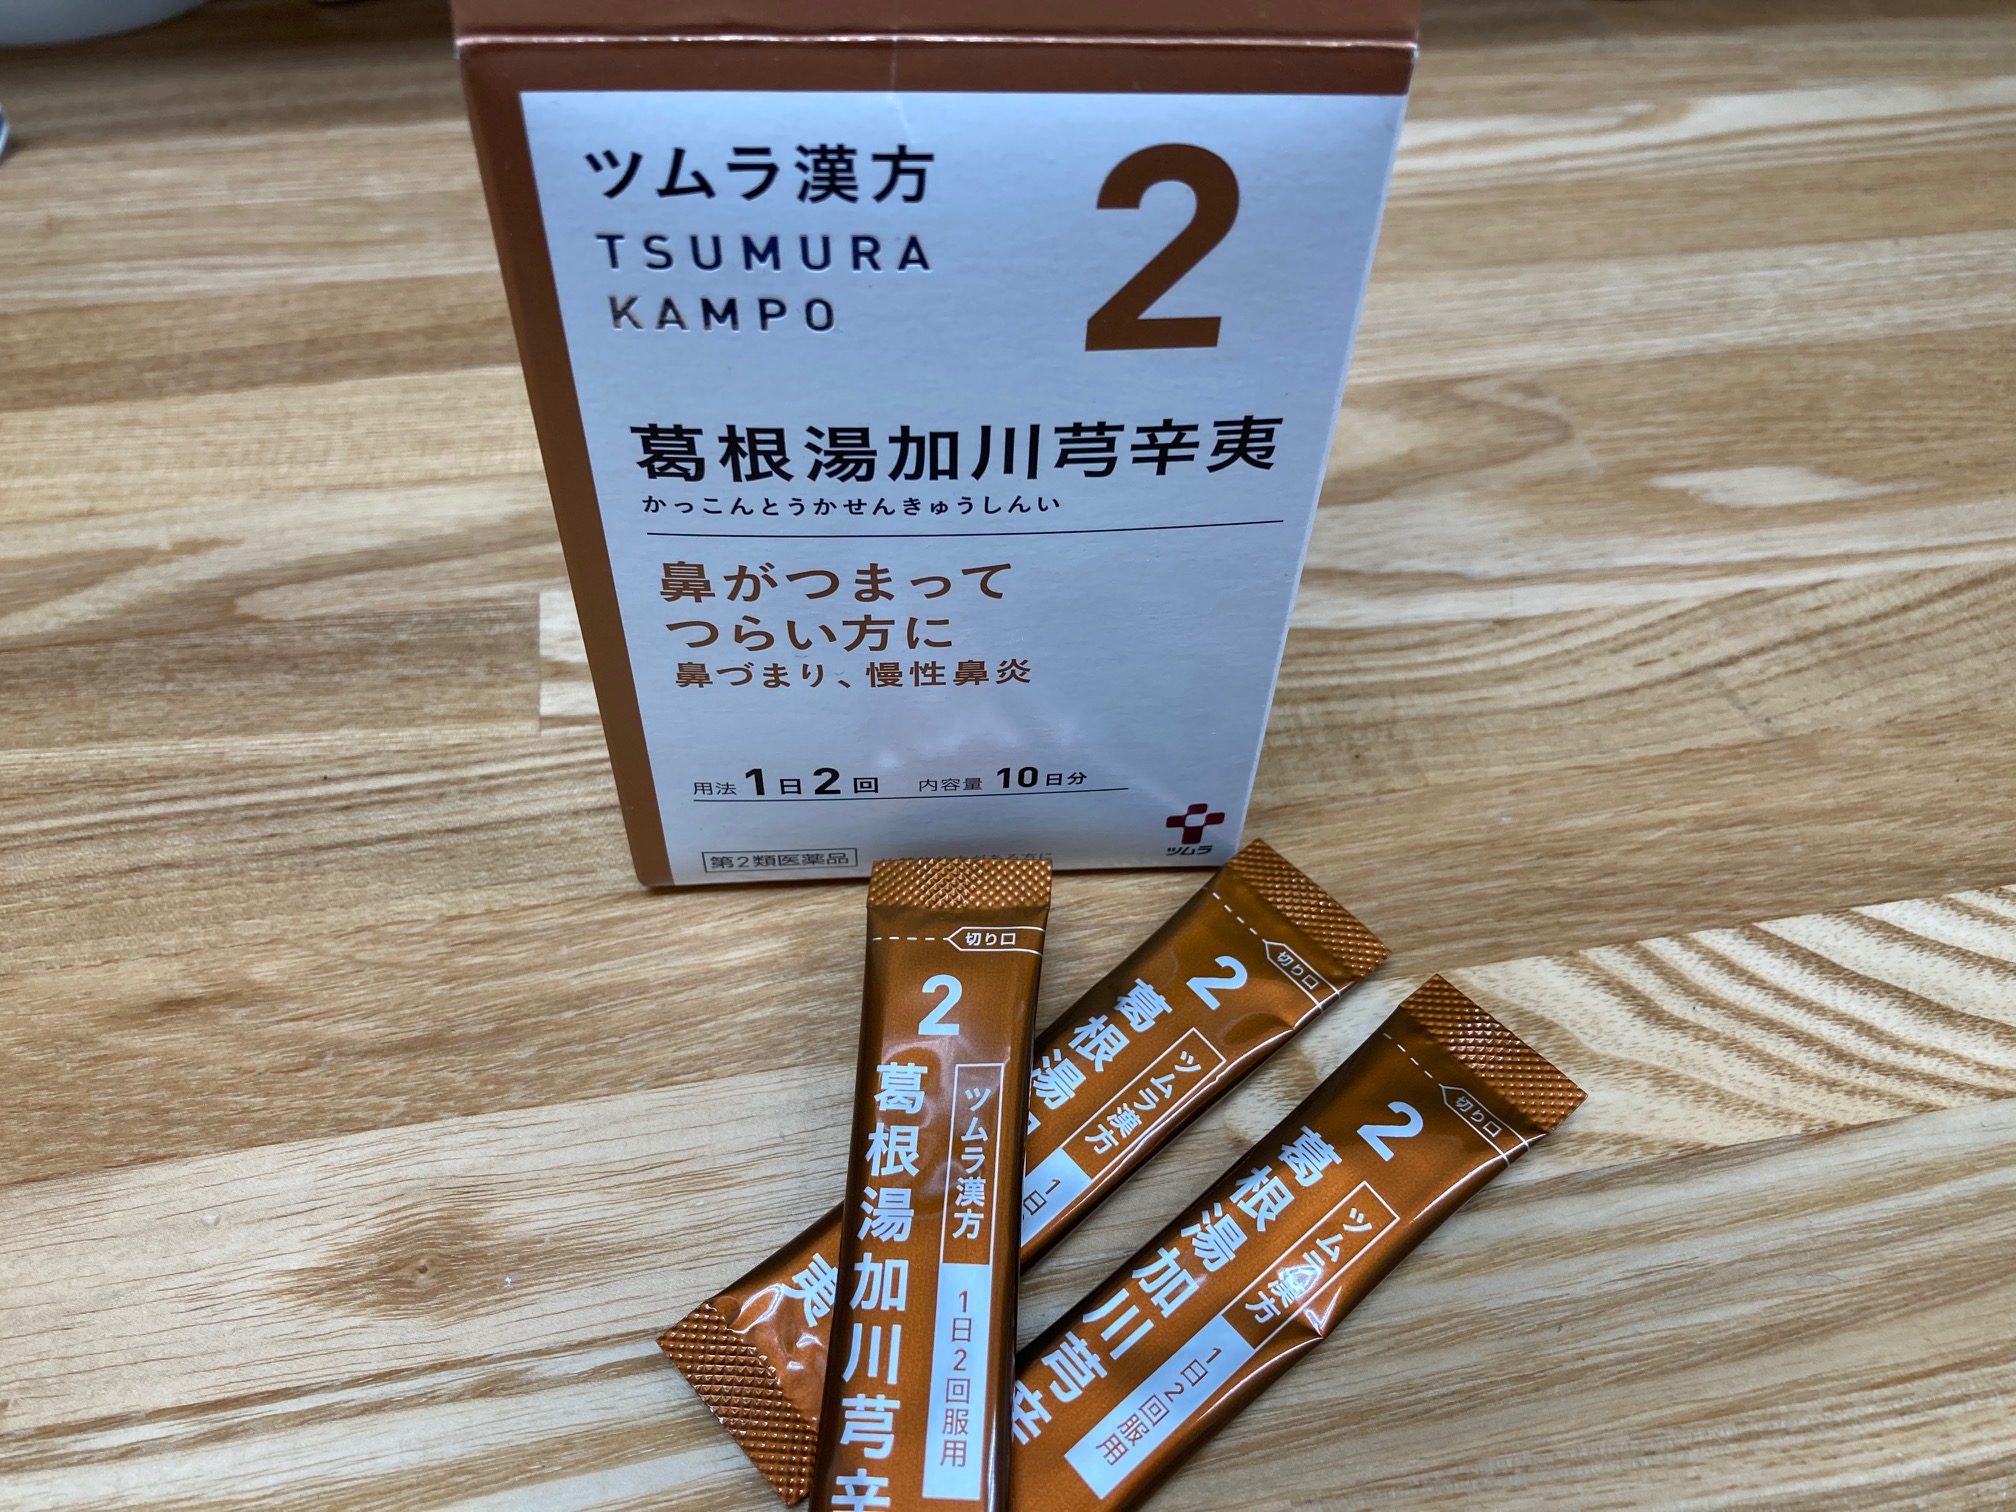 ツムラ漢方
TSUMURA
KAMPO
2
葛根湯加川芎辛夷
かっこんとうかせんきゅうしんい
鼻がつまって
つらい方に
鼻づまり、慢性鼻炎
用法 1日2回 内容量 10日分
第2類医薬品
ツムラ
切り口
2
葛根湯加川芎辛
ツムラ漢方
1日2回服用
切り口
2
葛根湯
夷
ツムラ漢方
1日
切り口
2
葛根湯加川芎辛
ツムラ漢方
1日2回服用